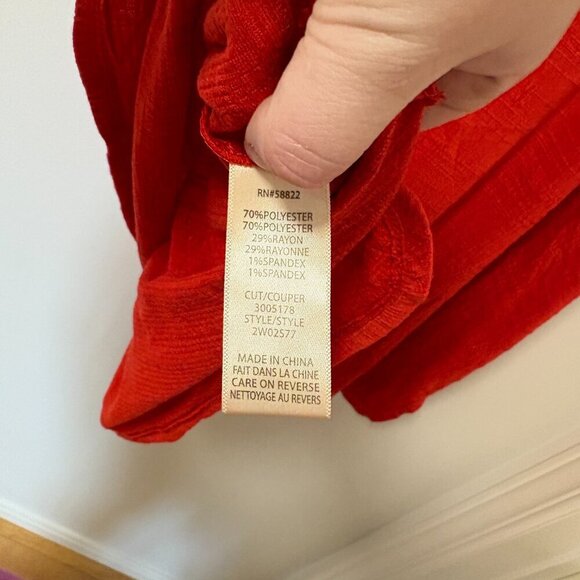 RN#58822
70%POLYESTER
70%POLYESTER
29%RAYON
29%RAYONNE
1%SPANDEX
1%SPANDEX
CUT/COUPER
3005178
STYLE/STYLE
2W02577
MADE IN CHINA
FAIT DANS LA CHINE
CARE ON REVERSE
NETTOYAGE AU REVERS